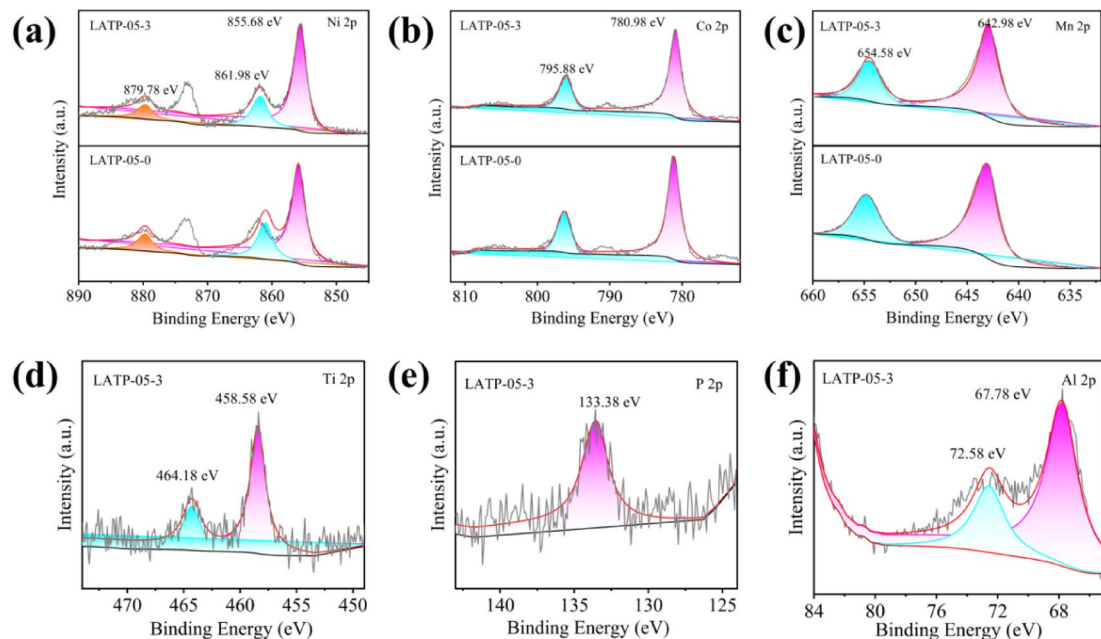 (a)
LATP-05-3
855.68 eV
Ni 2p
879.78 eV
861.98 eV
LATP-05-0
Intensity (a.u.)
890 880 870 860 850
Binding Energy (eV)
(b)
LATP-05-3
780.98 eV
Co 2p
795.88 eV
LATP-05-0
Intensity (a.u.)
810 800 790 780
Binding Energy (eV)
(c)
LATP-05-3
642.98 eV
Mn 2p
654.58 eV
LATP-05-0
Intensity (a.u.)
660 655 650 645 640 635
Binding Energy (eV)
(d)
LATP-05-3
Ti 2p
458.58 eV
464.18 eV
Intensity (a.u.)
470 465 460 455 450
Binding Energy (eV)
(e)
LATP-05-3
P 2p
133.38 eV
Intensity (a.u.)
140 135 130 125
Binding Energy (eV)
(f)
LATP-05-3
67.78 eV
Al 2p
72.58 eV
Intensity (a.u.)
84 80 76 72 68
Binding Energy (eV)